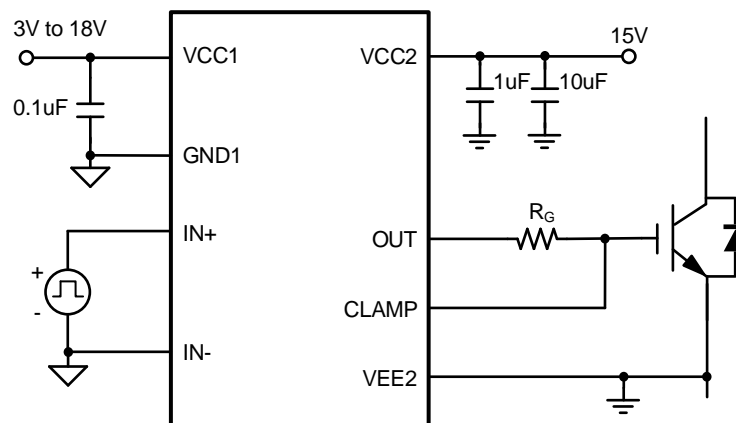 3V to 18V
15V
VCC1
VCC2
0.1uF
1uF
10uF
GND1
IN+
OUT
RG
+
-
CLAMP
IN-
VEE2